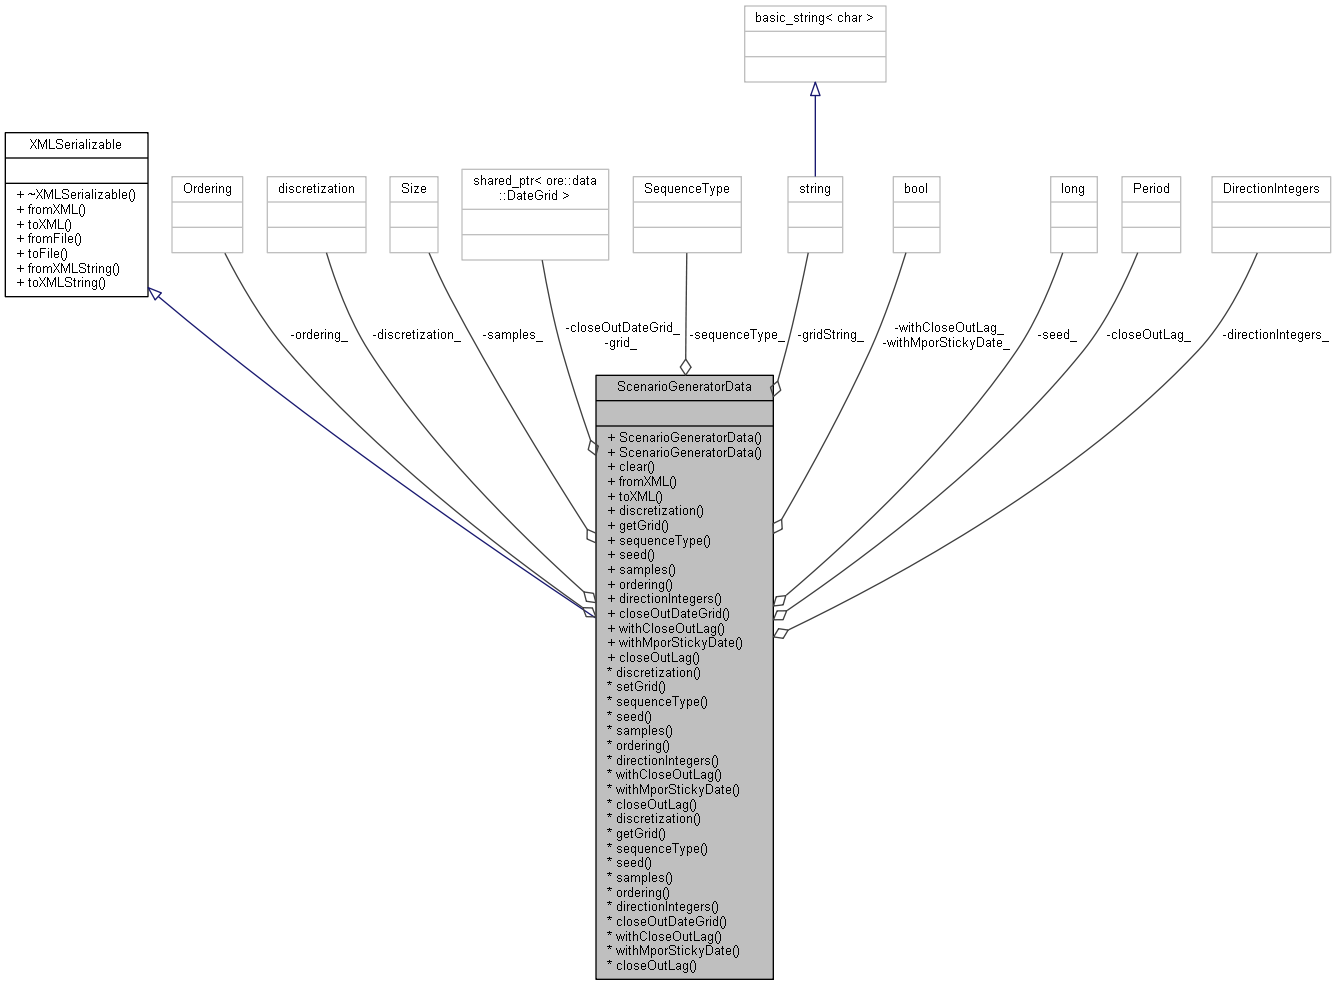 basic_string< char >
XMLSerializable
+ ~XMLSerializable()
+ fromXML()
+ toXML()
+ fromFile()
+ toFile()
+ fromXMLString()
+ toXMLString()
Ordering
discretization
Size
shared_ptr< ore::data
::DateGrid >
SequenceType
string
bool
long
Period
DirectionIntegers
-ordering_
-discretization_
-samples_
-closeOutDateGrid_
-grid_
-sequenceType_
-gridString_
-withCloseOutLag_
-withMporStickyDate_
-seed_
-closeOutLag_
-directionIntegers_
ScenarioGeneratorData
+ ScenarioGeneratorData()
+ ScenarioGeneratorData()
+ clear()
+ fromXML()
+ toXML()
+ discretization()
+ getGrid()
+ sequenceType()
+ seed()
+ samples()
+ ordering()
+ directionIntegers()
+ closeOutDateGrid()
+ withCloseOutLag()
+ withMporStickyDate()
+ closeOutLag()
* discretization()
* setGrid()
* sequenceType()
* seed()
* samples()
* ordering()
* directionIntegers()
* withCloseOutLag()
* withMporStickyDate()
* closeOutLag()
* discretization()
* getGrid()
* sequenceType()
* seed()
* samples()
* ordering()
* directionIntegers()
* closeOutDateGrid()
* withCloseOutLag()
* withMporStickyDate()
* closeOutLag()